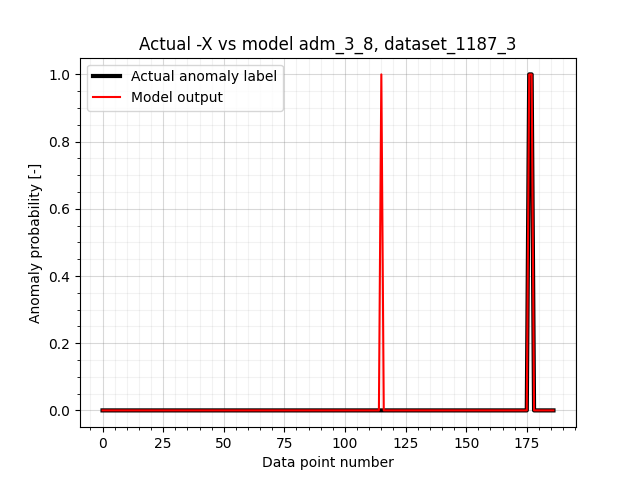 Actual -X vs model adm_3_8, dataset_1187_3
Actual anomaly label
Model output
Anomaly probability [-]
1.0
0.8
0.6
0.4
0.2
0.0
0 25 50 75 100 125 150 175
Data point number